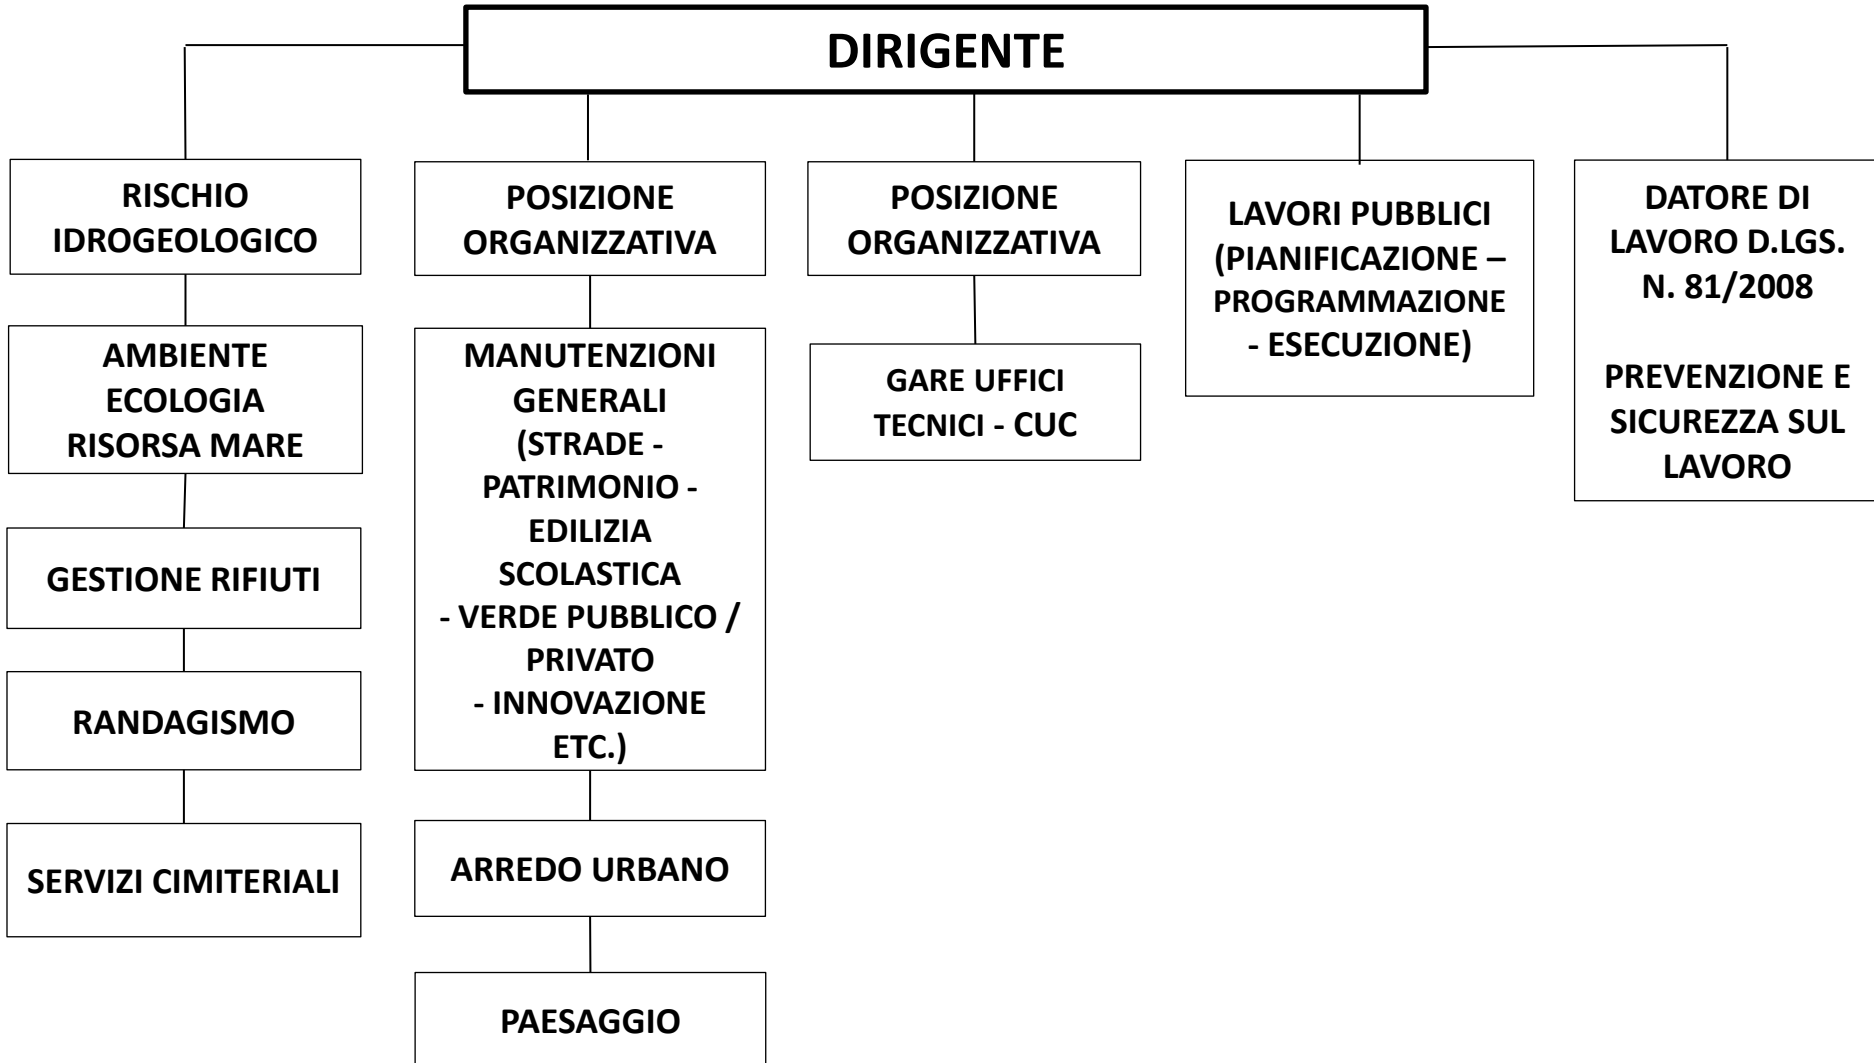 DIRIGENTE
RISCHIO
IDROGEOLOGICO
AMBIENTE
ECOLOGIA
RISORSA MARE
GESTIONE RIFIUTI
RANDAGISMO
SERVIZI CIMITERIALI
POSIZIONE
ORGANIZZATIVA
MANUTENZIONI
GENERALI
(STRADE -
PATRIMONIO -
EDILIZIA
SCOLASTICA
- VERDE PUBBLICO /
PRIVATO
- INNOVAZIONE
ETC.)
ARREDO URBANO
PAESAGGIO
POSIZIONE
ORGANIZZATIVA
GARE UFFICI
TECNICI - CUC
LAVORI PUBBLICI
(PIANIFICAZIONE –
PROGRAMMAZIONE
- ESECUZIONE)
DATORE DI
LAVORO D.LGS.
N. 81/2008
PREVENZIONE E
SICUREZZA SUL
LAVORO